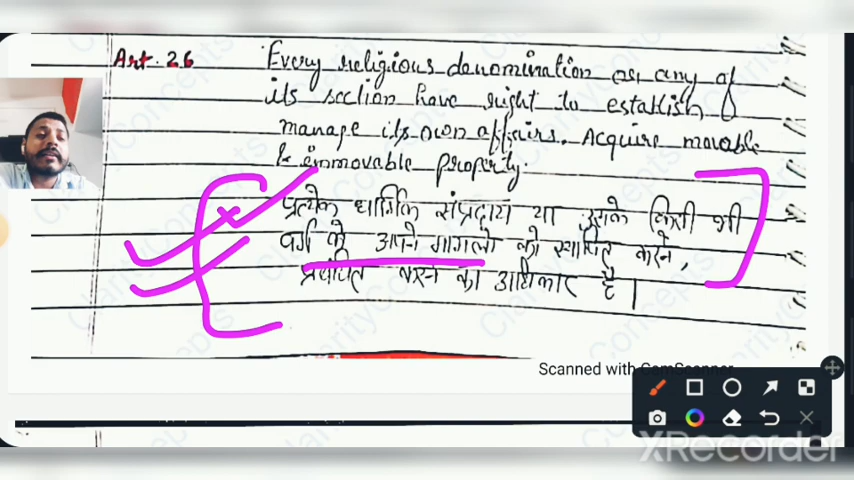 Art. 26 Every religious denomination or any of
its section have right to establish
manage its own affairs. Acquire movable
& immovable property.
प्रत्येक धार्मिक संप्रदाय या उसके किसी भी
वर्ग को अपने मामलो को स्थापित करने,
प्रबंधित करने का अधिकार है।
Scanned with CamScanner
XRecorder